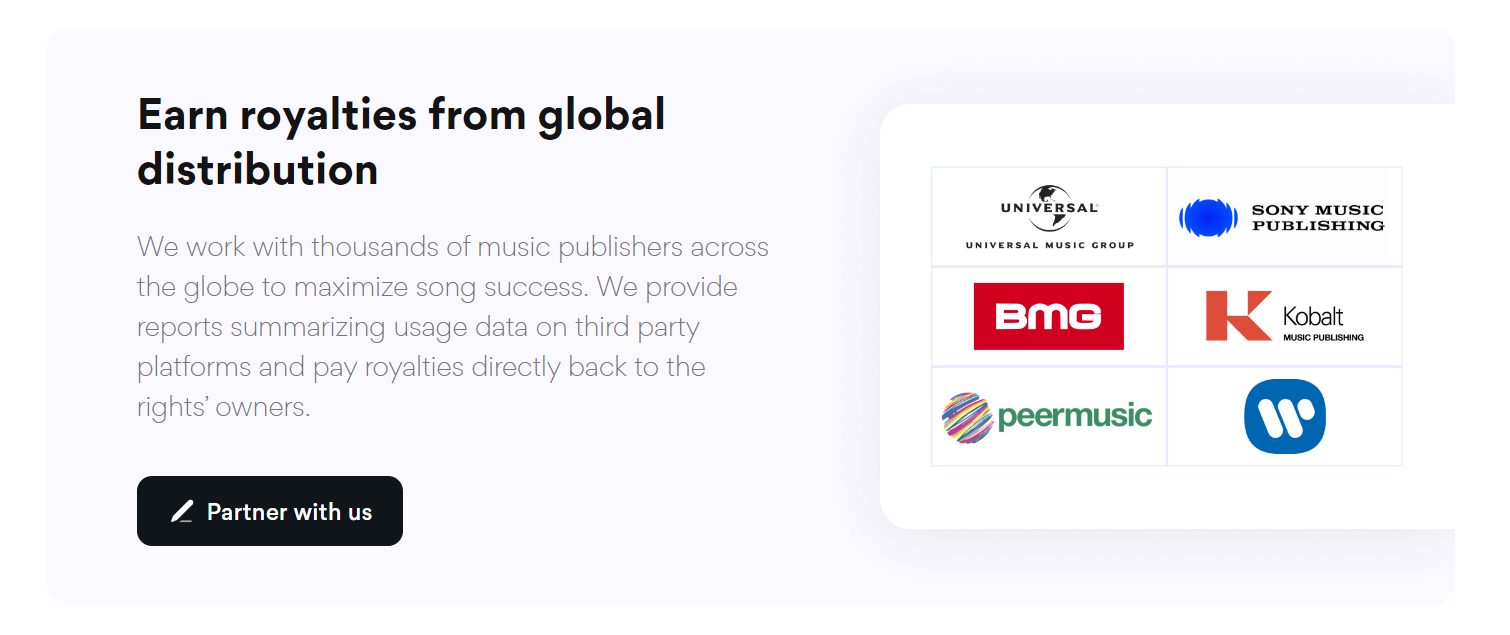 Earn royalties from global
distribution
We work with thousands of music publishers across
the globe to maximize song success. We provide
reports summarizing usage data on third party
platforms and pay royalties directly back to the
rights’ owners.
Partner with us
UNIVERSAL
UNIVERSAL MUSIC GROUP
SONY MUSIC
PUBLISHING
BMG
Kobalt
MUSIC PUBLISHING
peermusic